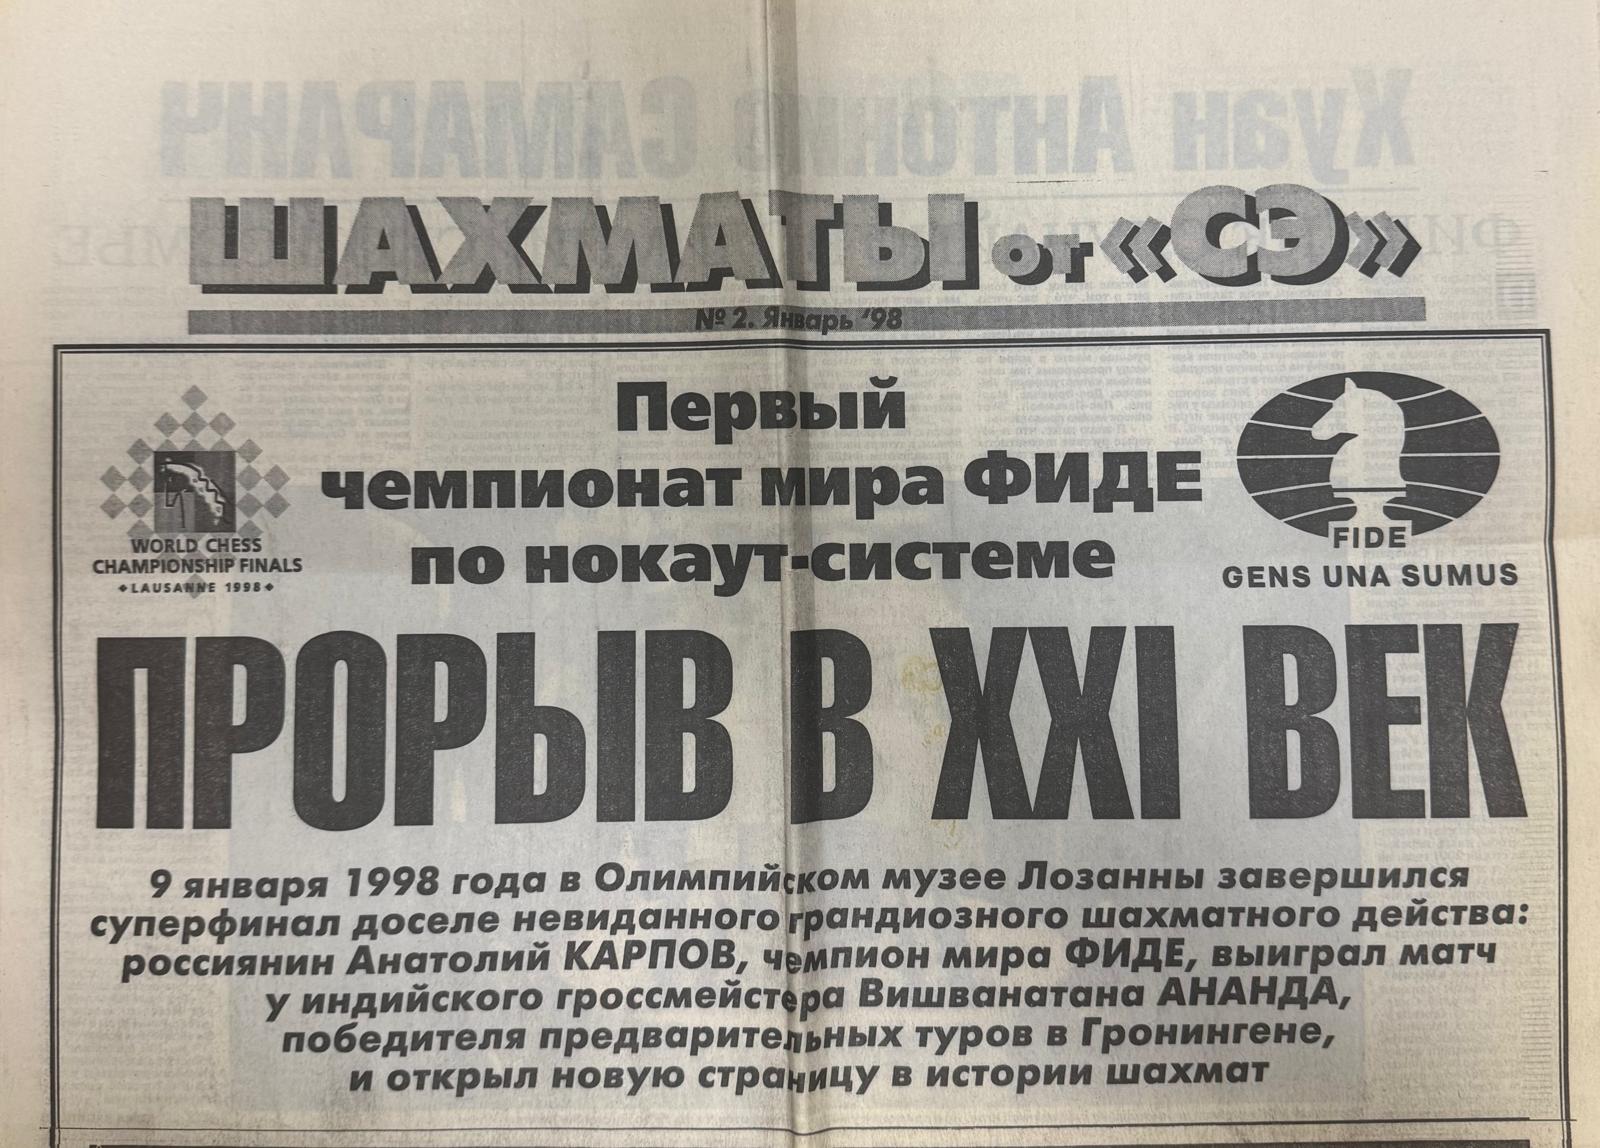 Хуан Антонио САМАРАНЧ
ШАХМАТЫ от «СЭ»
№ 2. Январь '98
Первый
чемпионат мира ФИДЕ
по нокаут-системе
WORLD CHESS
CHAMPIONSHIP FINALS
LAUSANNE 1998
FIDE
GENS UNA SUMUS
ПРОРЫВ В XXI ВЕК
9 января 1998 года в Олимпийском музее Лозанны завершился
суперфинал доселе невиданного грандиозного шахматного действа:
россиянин Анатолий КАРПОВ, чемпион мира ФИДЕ, выиграл матч
у индийского гроссмейстера Вишванатана АНАНДА,
победителя предварительных туров в Гронингене,
и открыл новую страницу в истории шахмат